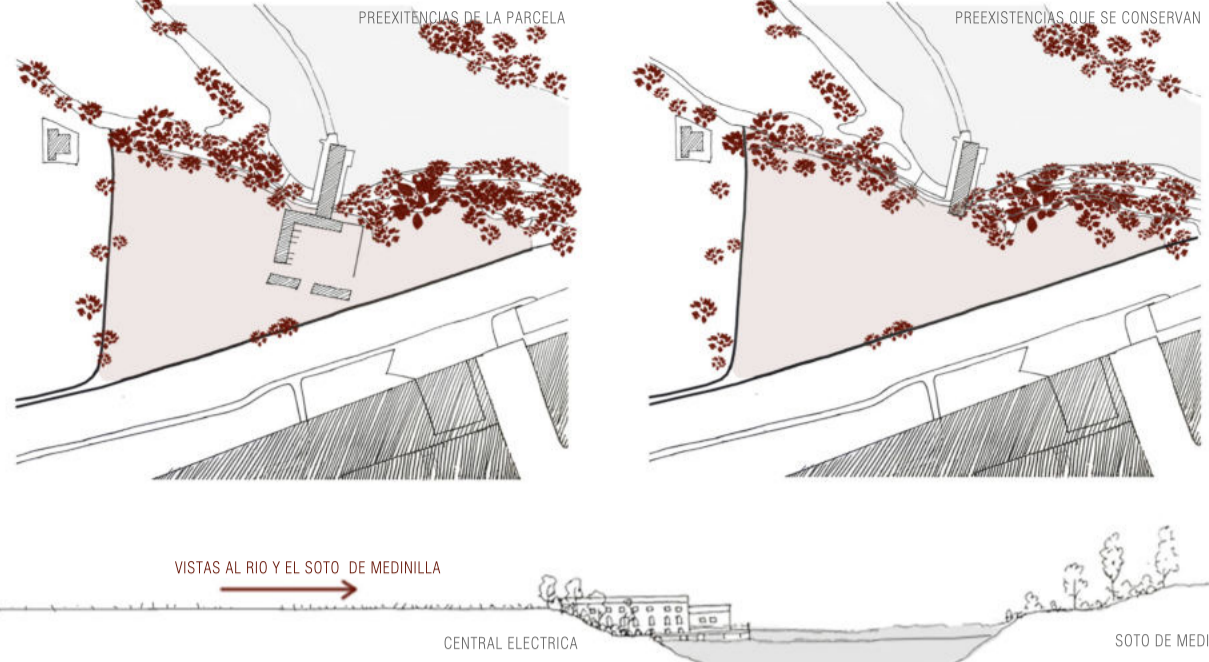 PREEXITENCIAS DE LA PARCELA
PREEXISTENCIAS QUE SE CONSERVAN
VISTAS AL RIO Y EL SOTO DE MEDINILLA
CENTRAL ELECTRICA
SOTO DE MEDI